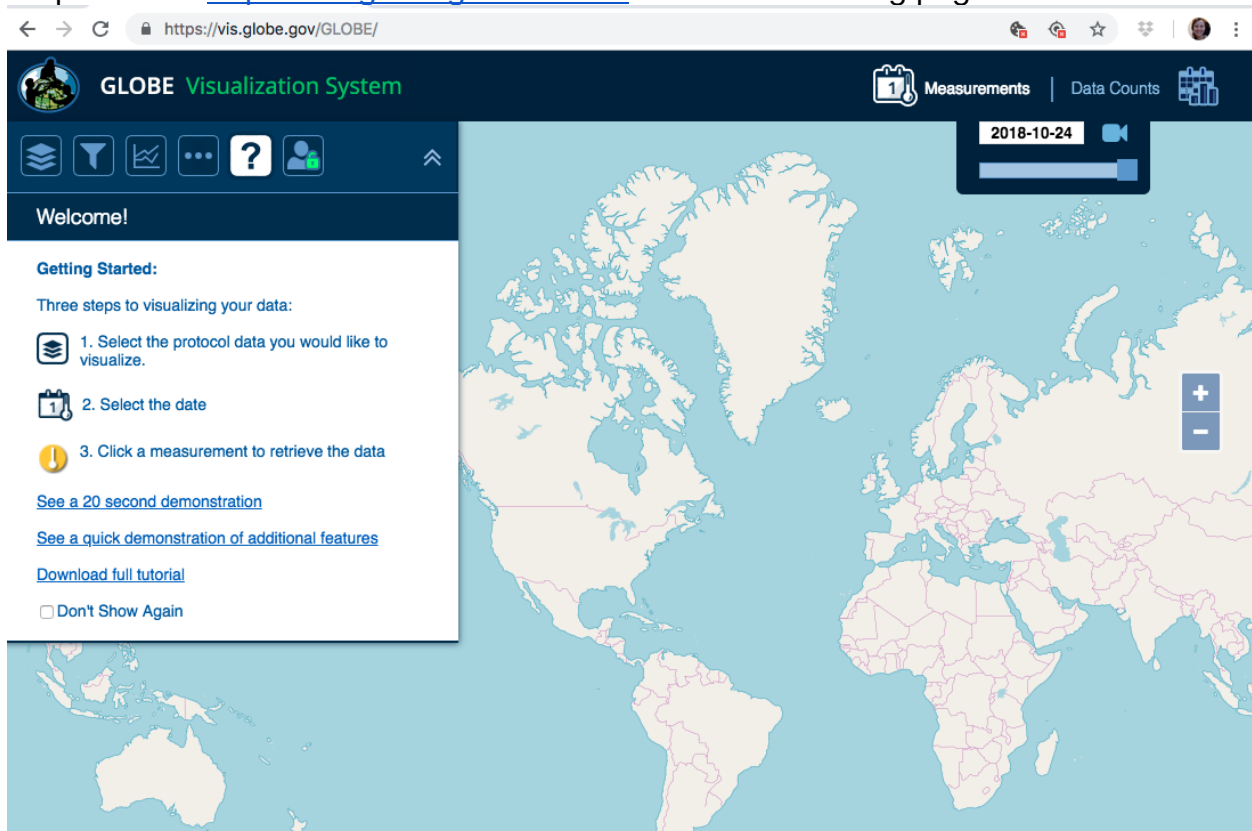 https://vis.globe.gov/GLOBE/
GLOBE Visualization System
1 Measurements | Data Counts
?
2018-10-24
Welcome!
Getting Started:
Three steps to visualizing your data:
1. Select the protocol data you would like to
visualize.
1 2. Select the date
3. Click a measurement to retrieve the data
See a 20 second demonstration
See a quick demonstration of additional features
Download full tutorial
Don't Show Again
+
−